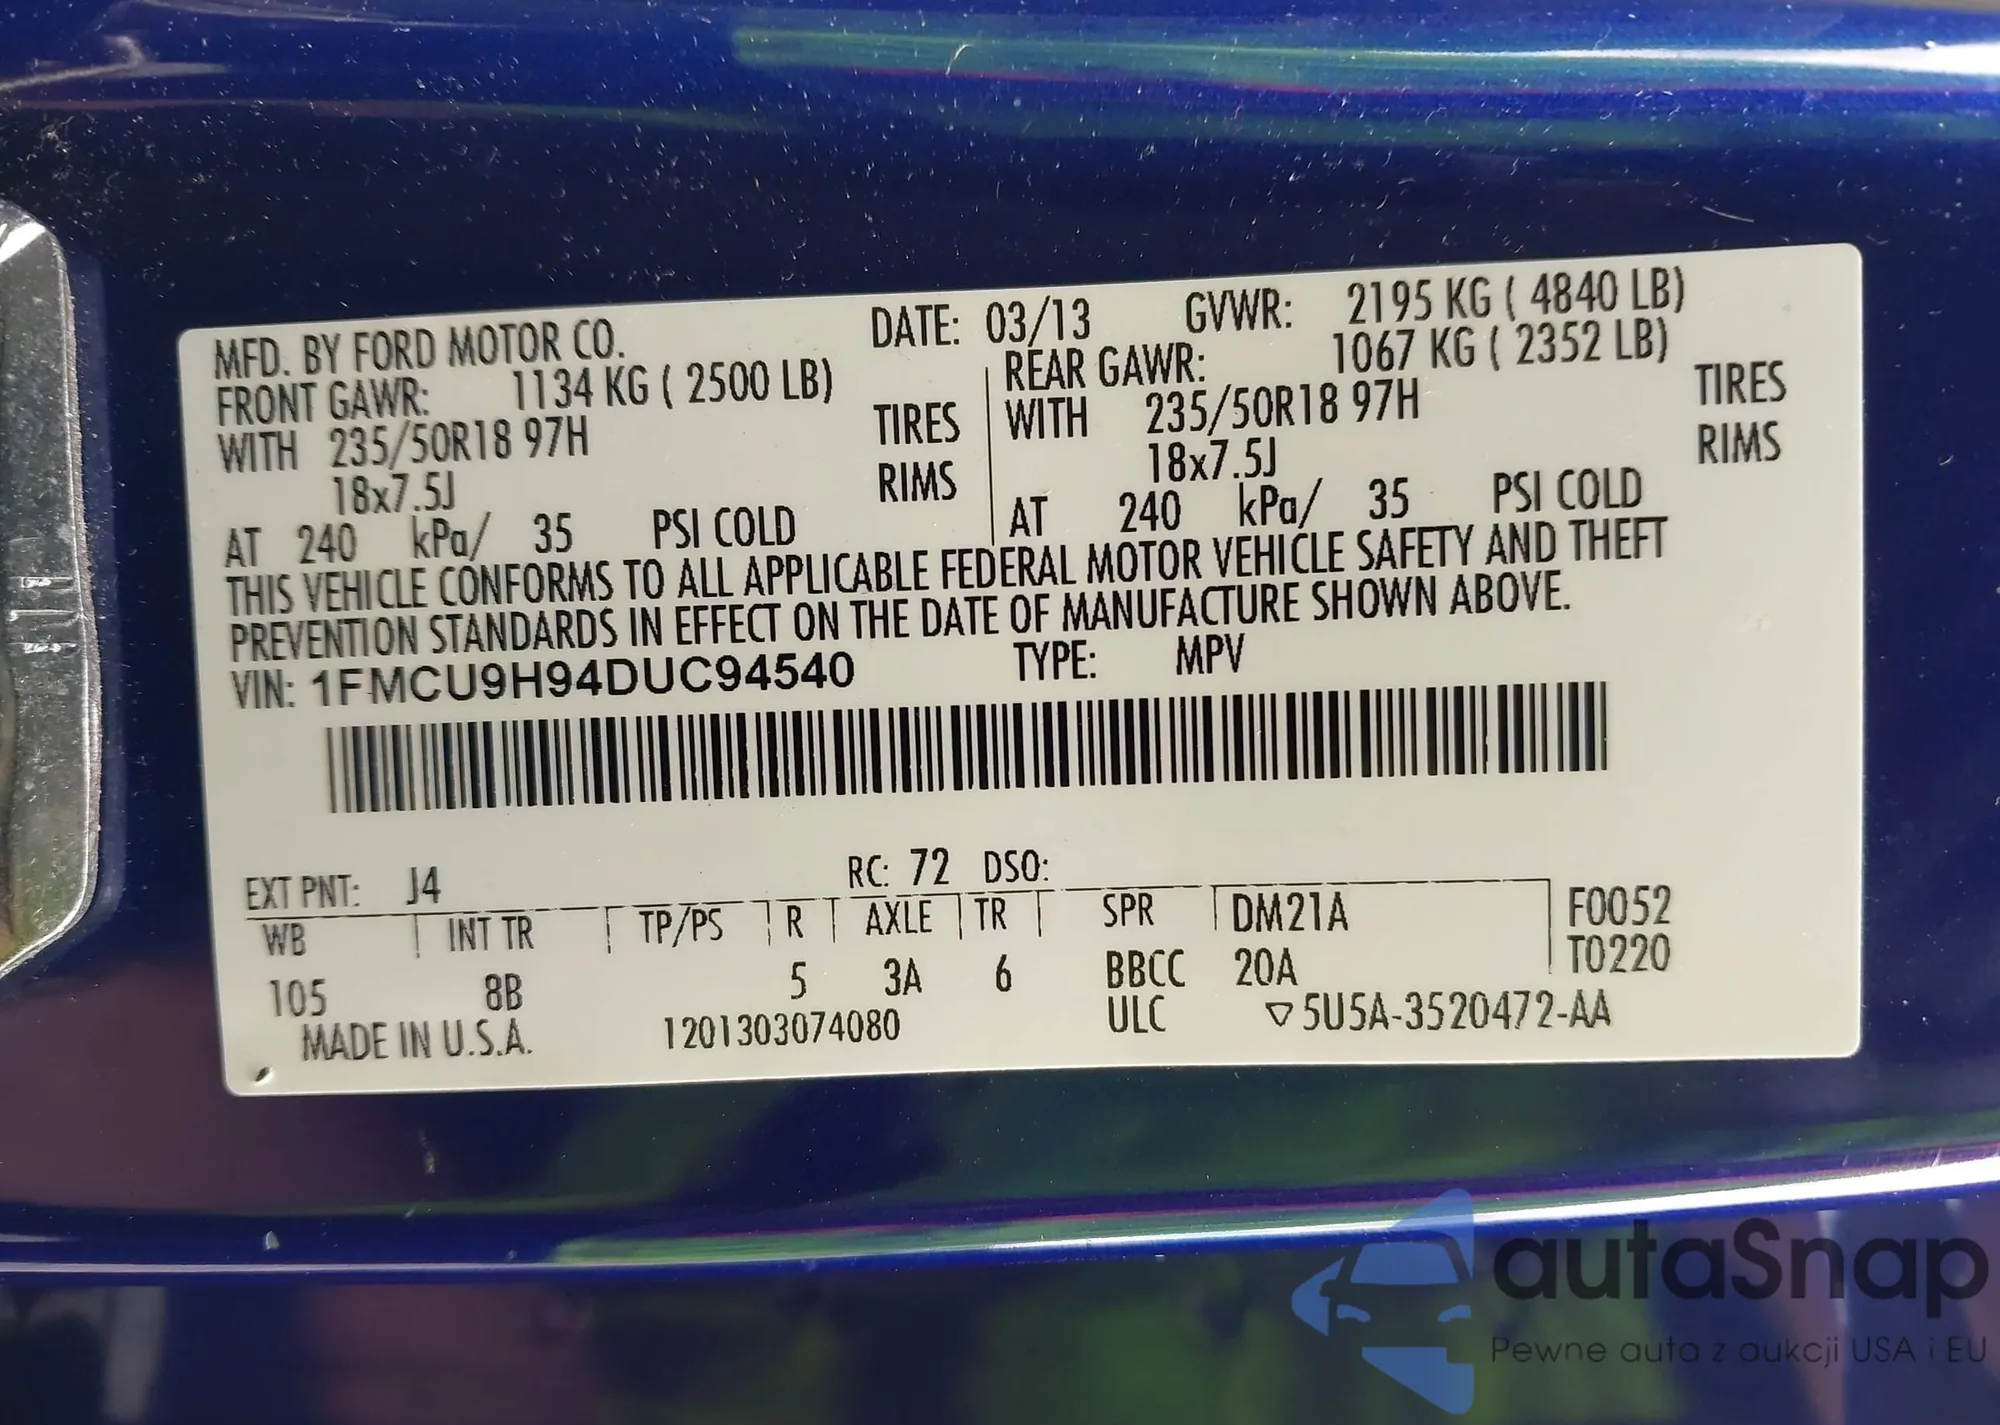 MFD. BY FORD MOTOR CO. DATE: 03/13 GVWR: 2195 KG ( 4840 LB)
FRONT GAWR: 1134 KG ( 2500 LB) REAR GAWR: 1067 KG ( 2352 LB)
WITH 235/50R18 97H TIRES WITH 235/50R18 97H TIRES
18x7.5J RIMS 18x7.5J RIMS
AT 240 kPa/ 35 PSI COLD AT 240 kPa/ 35 PSI COLD
THIS VEHICLE CONFORMS TO ALL APPLICABLE FEDERAL MOTOR VEHICLE SAFETY AND THEFT
PREVENTION STANDARDS IN EFFECT ON THE DATE OF MANUFACTURE SHOWN ABOVE.
VIN: 1FMCU9H94DUC94540 TYPE: MPV
EXT PNT: J4 RC: 72 DSO:
WB INT TR TP/PS R AXLE TR SPR DM21A F0052
105 8B 5 3A 6 BBCC 20A T0220
MADE IN U.S.A. 1201303074080 ULC ▽5U5A-3520472-AA
autaSnap
Pewne auta z aukcji USA i EU